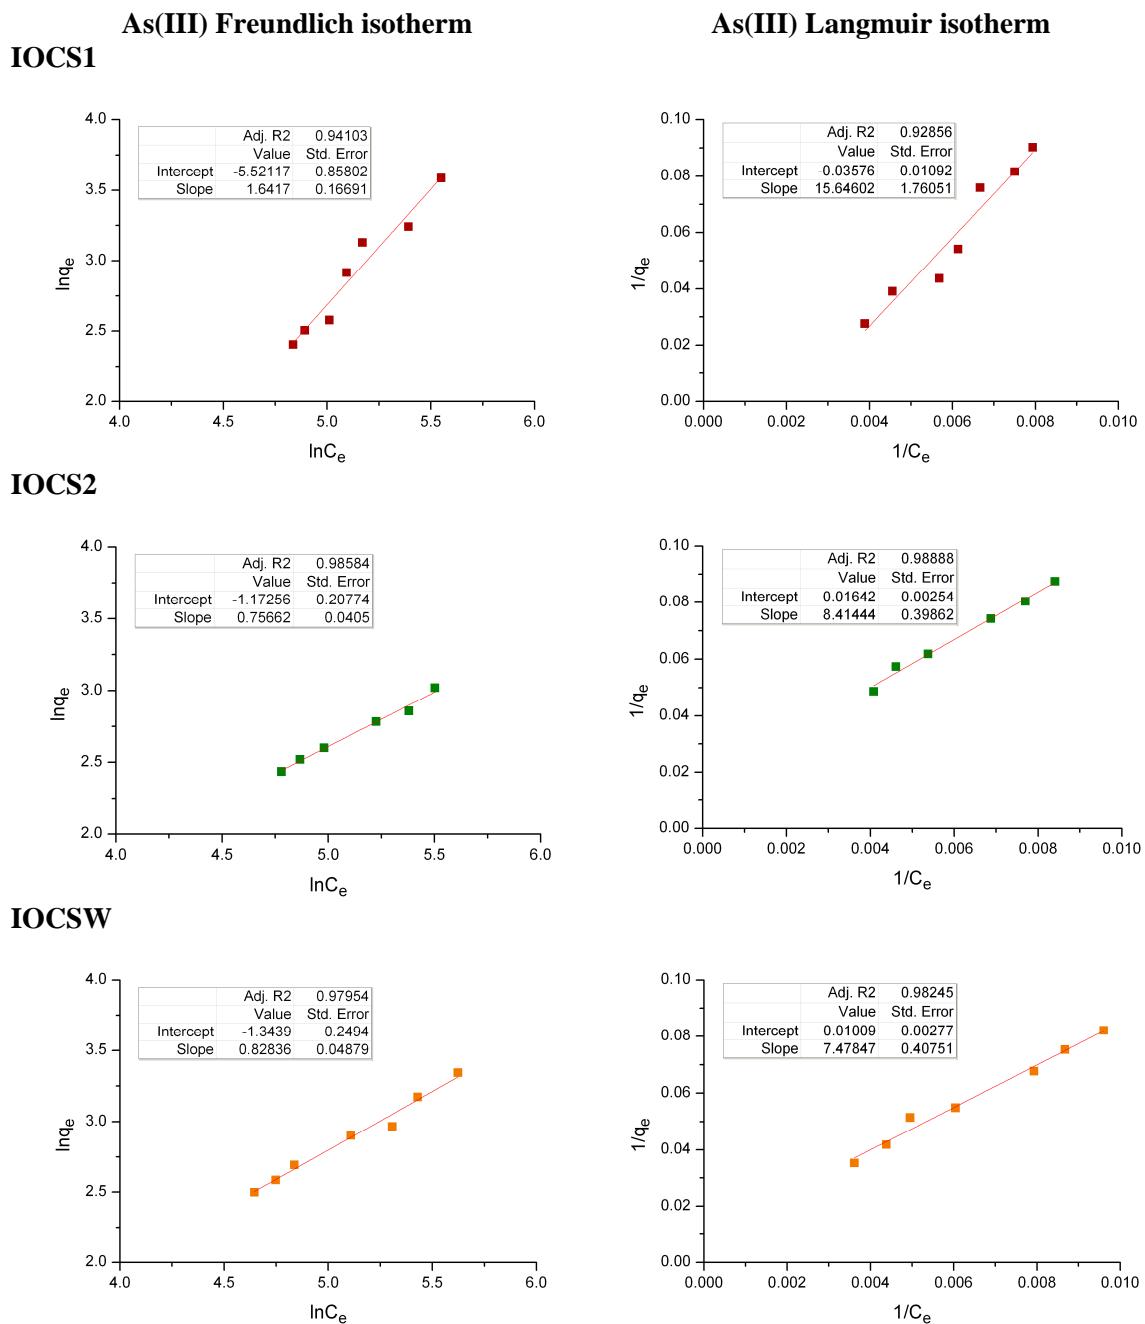 As(III) Freundlich isotherm
As(III) Langmuir isotherm
IOCS1
4.0
3.5
3.0
2.5
2.0
lnqe
Adj. R2 0.94103
Value Std. Error
Intercept -5.52117 0.85802
Slope 1.6417 0.16691
4.0 4.5 5.0 5.5 6.0
lnCe
0.10
0.08
0.06
0.04
0.02
0.00
1/qe
Adj. R2 0.92856
Value Std. Error
Intercept -0.03576 0.01092
Slope 15.64602 1.76051
0.000 0.002 0.004 0.006 0.008 0.010
1/Ce
IOCS2
4.0
3.5
3.0
2.5
2.0
lnqe
Adj. R2 0.98584
Value Std. Error
Intercept -1.17256 0.20774
Slope 0.75662 0.0405
4.0 4.5 5.0 5.5 6.0
lnCe
0.10
0.08
0.06
0.04
0.02
0.00
1/qe
Adj. R2 0.98888
Value Std. Error
Intercept 0.01642 0.00254
Slope 8.41444 0.39862
0.000 0.002 0.004 0.006 0.008 0.010
1/Ce
IOCSW
4.0
3.5
3.0
2.5
2.0
lnqe
Adj. R2 0.97954
Value Std. Error
Intercept -1.3439 0.2494
Slope 0.82836 0.04879
4.0 4.5 5.0 5.5 6.0
lnCe
0.10
0.08
0.06
0.04
0.02
0.00
1/qe
Adj. R2 0.98245
Value Std. Error
Intercept 0.01009 0.00277
Slope 7.47847 0.40751
0.000 0.002 0.004 0.006 0.008 0.010
1/Ce